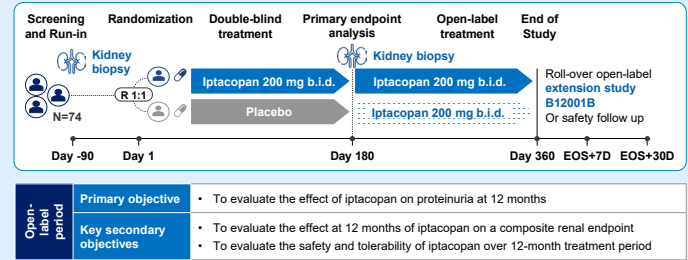 Screening and Run-in
Randomization
Double-blind treatment
Primary endpoint analysis
Open-label treatment
End of Study
Kidney biopsy
Kidney biopsy
N=74
R 1:1
Iptacopan 200 mg b.i.d.
Iptacopan 200 mg b.i.d.
Placebo
Iptacopan 200 mg b.i.d.
Roll-over open-label
extension study
B12001B
Or safety follow up
Day -90
Day 1
Day 180
Day 360
EOS+7D
EOS+30D
Open-label period
Primary objective
• To evaluate the effect of iptacopan on proteinuria at 12 months
Key secondary objectives
• To evaluate the effect at 12 months of iptacopan on a composite renal endpoint
• To evaluate the safety and tolerability of iptacopan over 12-month treatment period